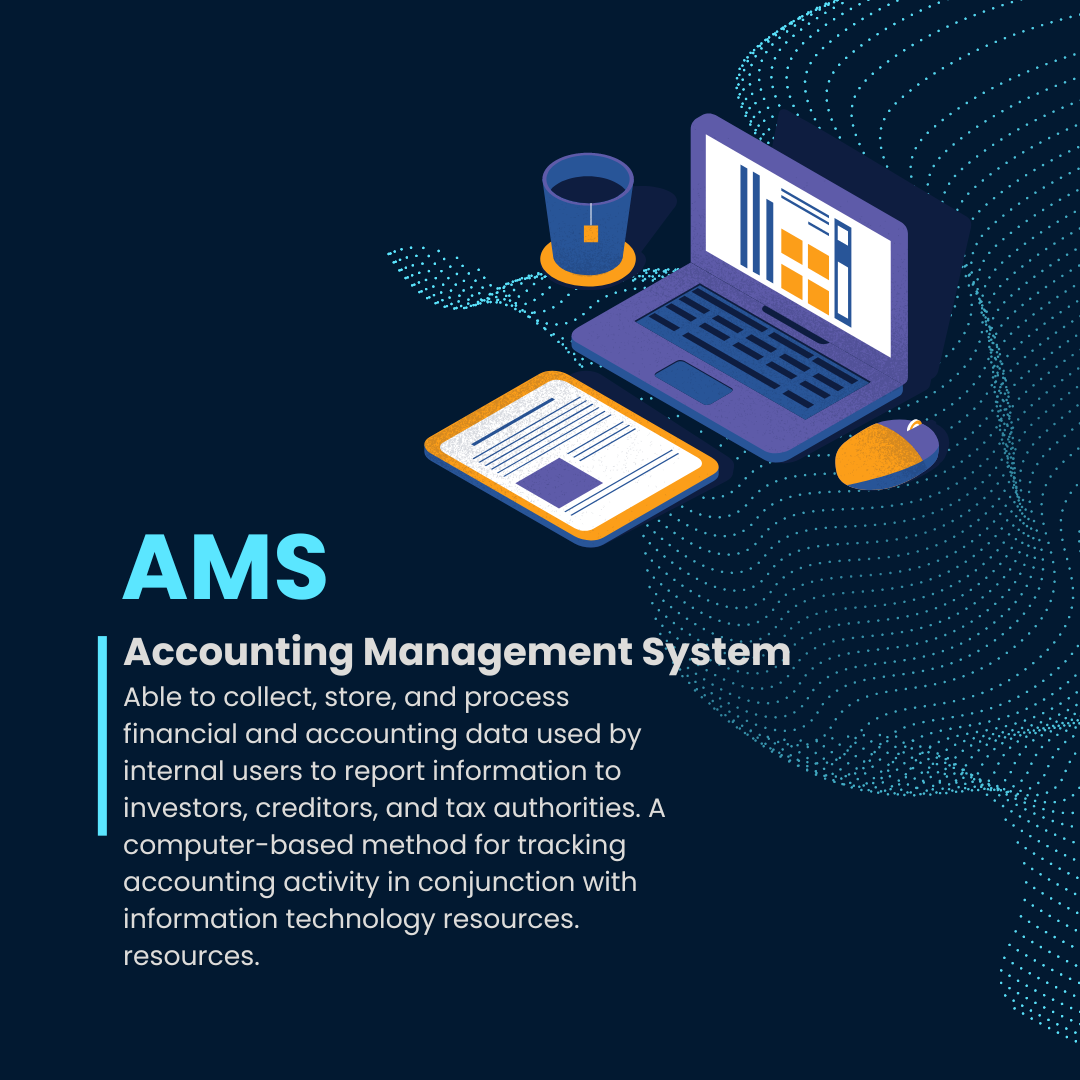 AMS
Accounting Management System
Able to collect, store, and process
financial and accounting data used by
internal users to report information to
investors, creditors, and tax authorities. A
computer-based method for tracking
accounting activity in conjunction with
information technology resources.
resources.